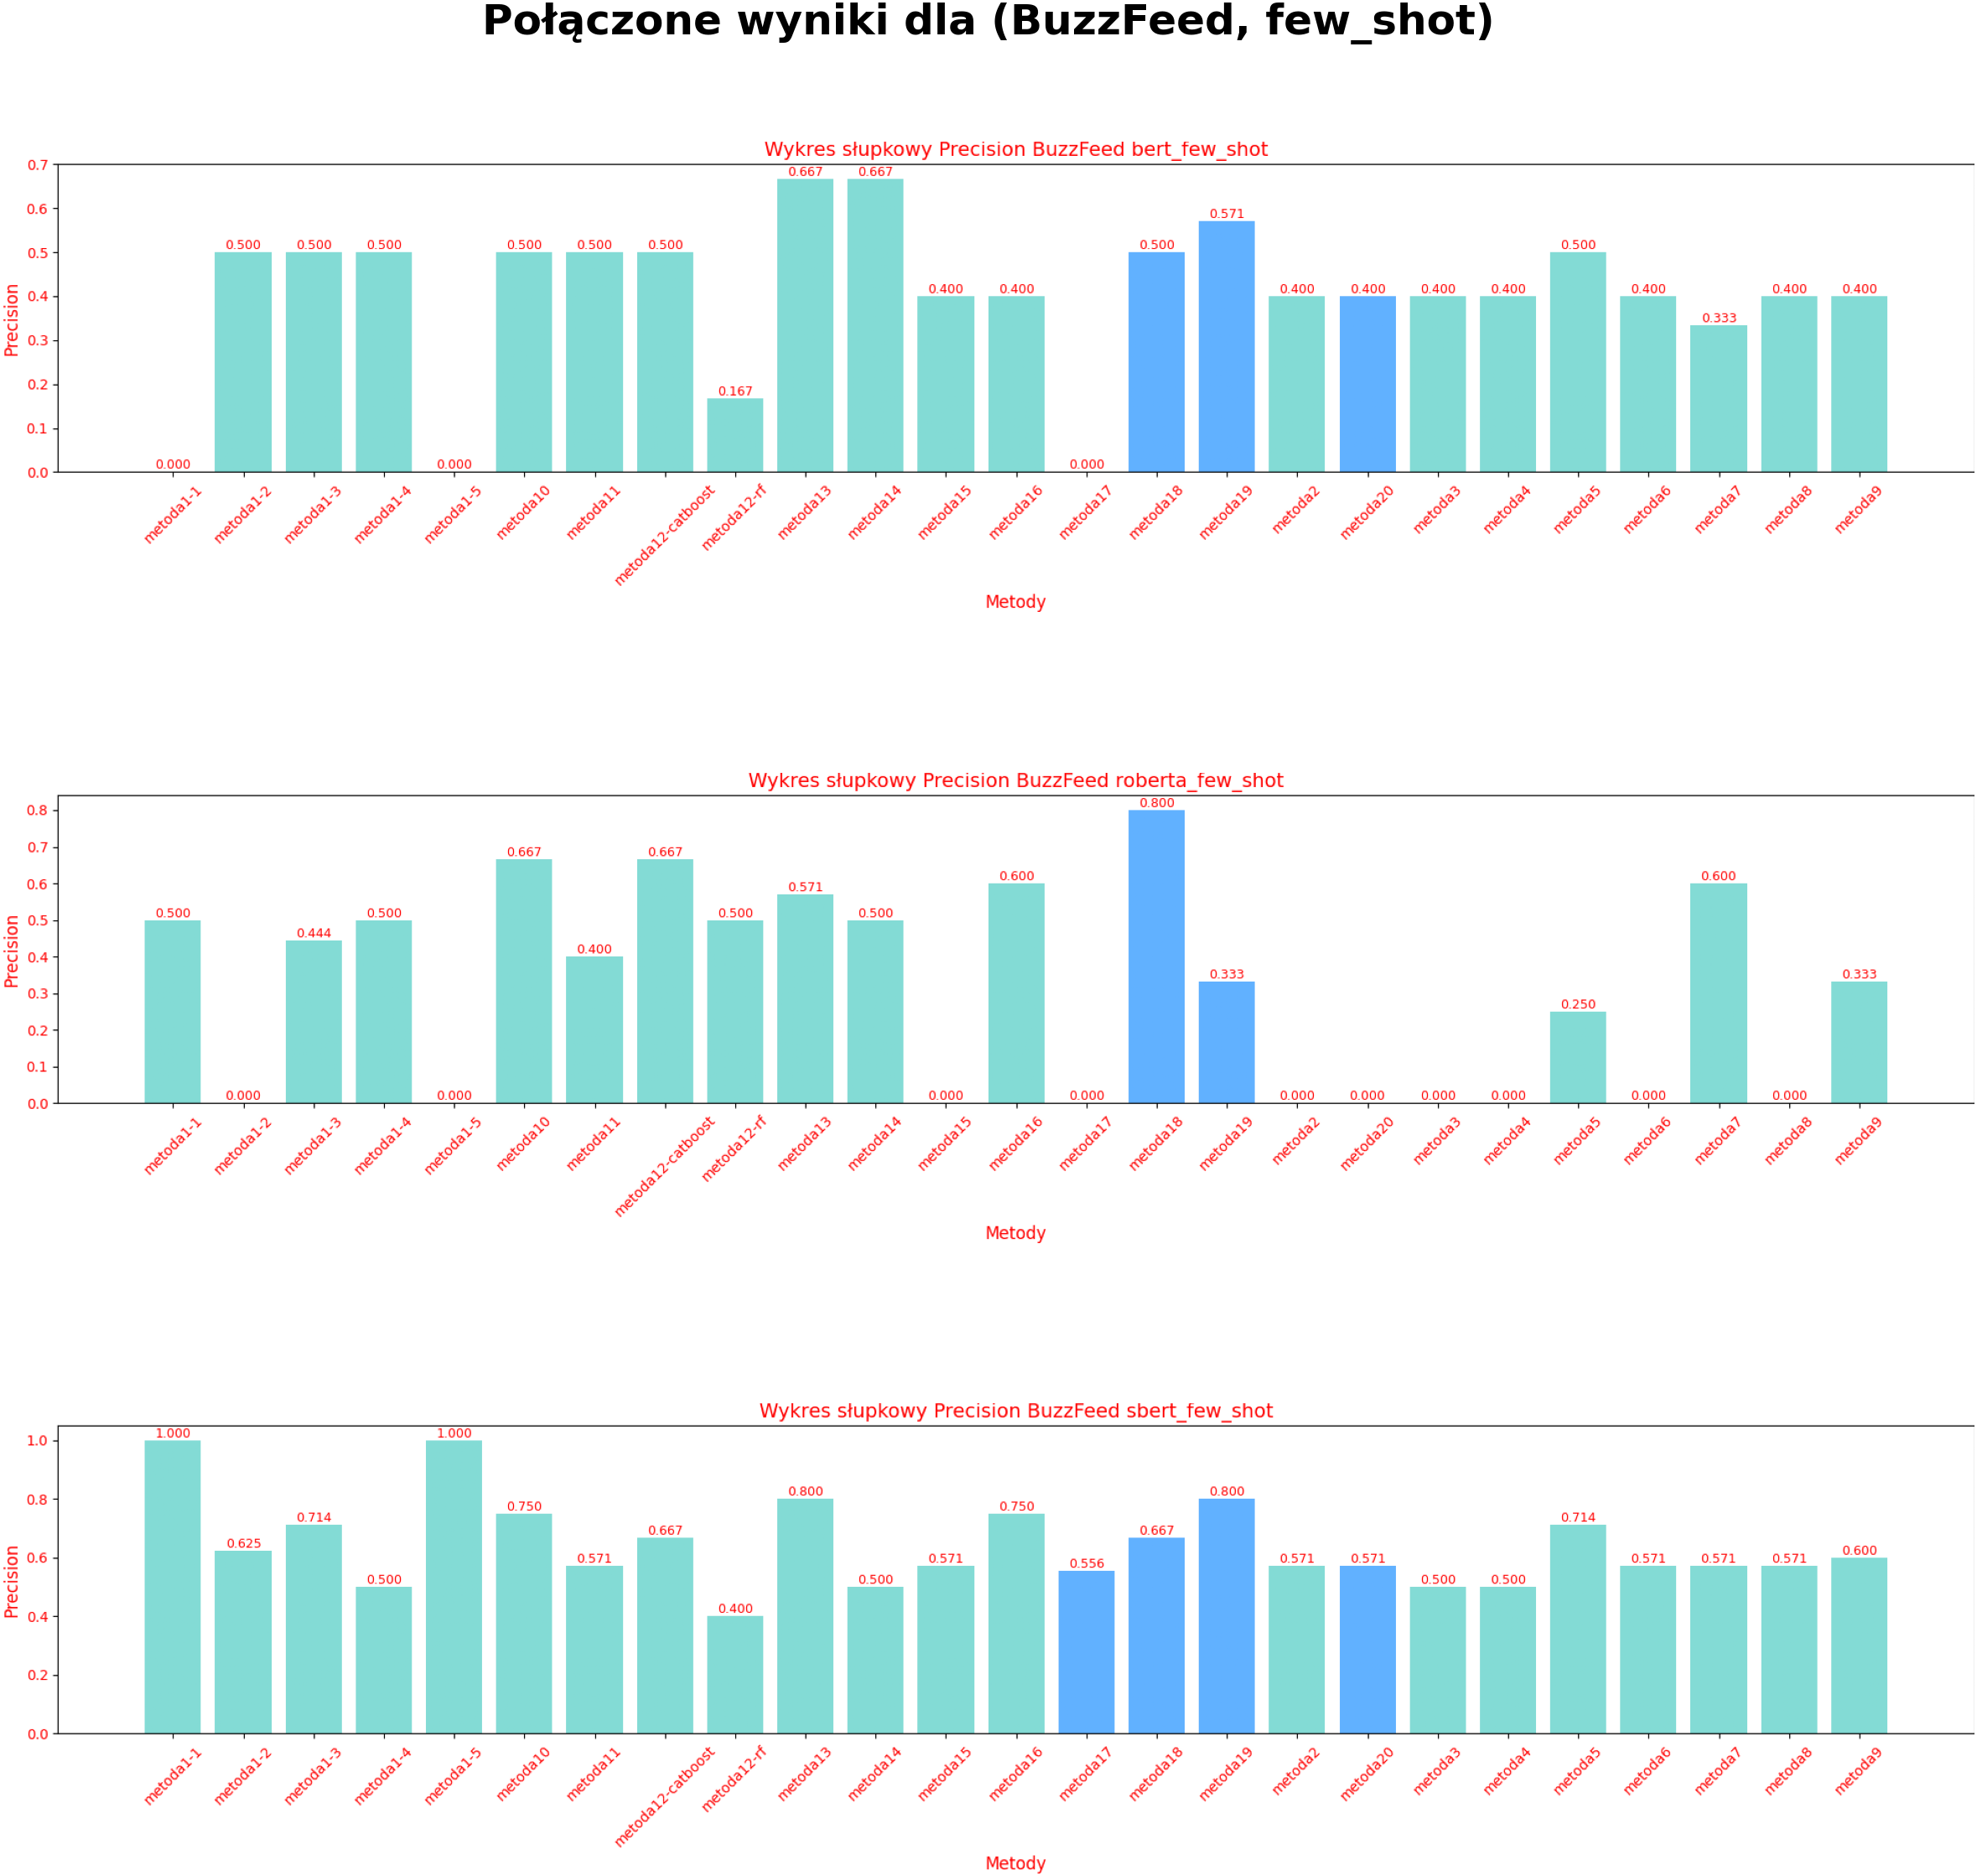 Połączone wyniki dla (BuzzFeed, few_shot)
Wykres słupkowy Precision BuzzFeed bert_few_shot
Precision
0.7
0.6
0.5
0.4
0.3
0.2
0.1
0.0
0.000 0.500 0.500 0.500 0.000 0.500 0.500 0.500 0.167 0.667 0.667 0.400 0.400 0.000 0.500 0.571 0.400 0.400 0.400 0.400 0.500 0.400 0.333 0.400 0.400
metoda1-1 metoda1-2 metoda1-3 metoda1-4 metoda1-5 metoda10 metoda11 metoda12-catboost metoda12-rf metoda13 metoda14 metoda15 metoda16 metoda17 metoda18 metoda19 metoda2 metoda20 metoda3 metoda4 metoda5 metoda6 metoda7 metoda8 metoda9
Metody
Wykres słupkowy Precision BuzzFeed roberta_few_shot
Precision
0.8
0.7
0.6
0.5
0.4
0.3
0.2
0.1
0.0
0.500 0.000 0.444 0.500 0.000 0.667 0.400 0.667 0.500 0.571 0.500 0.000 0.600 0.000 0.800 0.333 0.000 0.000 0.000 0.000 0.250 0.000 0.600 0.000 0.333
metoda1-1 metoda1-2 metoda1-3 metoda1-4 metoda1-5 metoda10 metoda11 metoda12-catboost metoda12-rf metoda13 metoda14 metoda15 metoda16 metoda17 metoda18 metoda19 metoda2 metoda20 metoda3 metoda4 metoda5 metoda6 metoda7 metoda8 metoda9
Metody
Wykres słupkowy Precision BuzzFeed sbert_few_shot
Precision
1.0
0.8
0.6
0.4
0.2
0.0
1.000 0.625 0.714 0.500 1.000 0.750 0.571 0.667 0.400 0.800 0.500 0.571 0.750 0.556 0.667 0.800 0.571 0.571 0.500 0.500 0.714 0.571 0.571 0.571 0.600
metoda1-1 metoda1-2 metoda1-3 metoda1-4 metoda1-5 metoda10 metoda11 metoda12-catboost metoda12-rf metoda13 metoda14 metoda15 metoda16 metoda17 metoda18 metoda19 metoda2 metoda20 metoda3 metoda4 metoda5 metoda6 metoda7 metoda8 metoda9
Metody